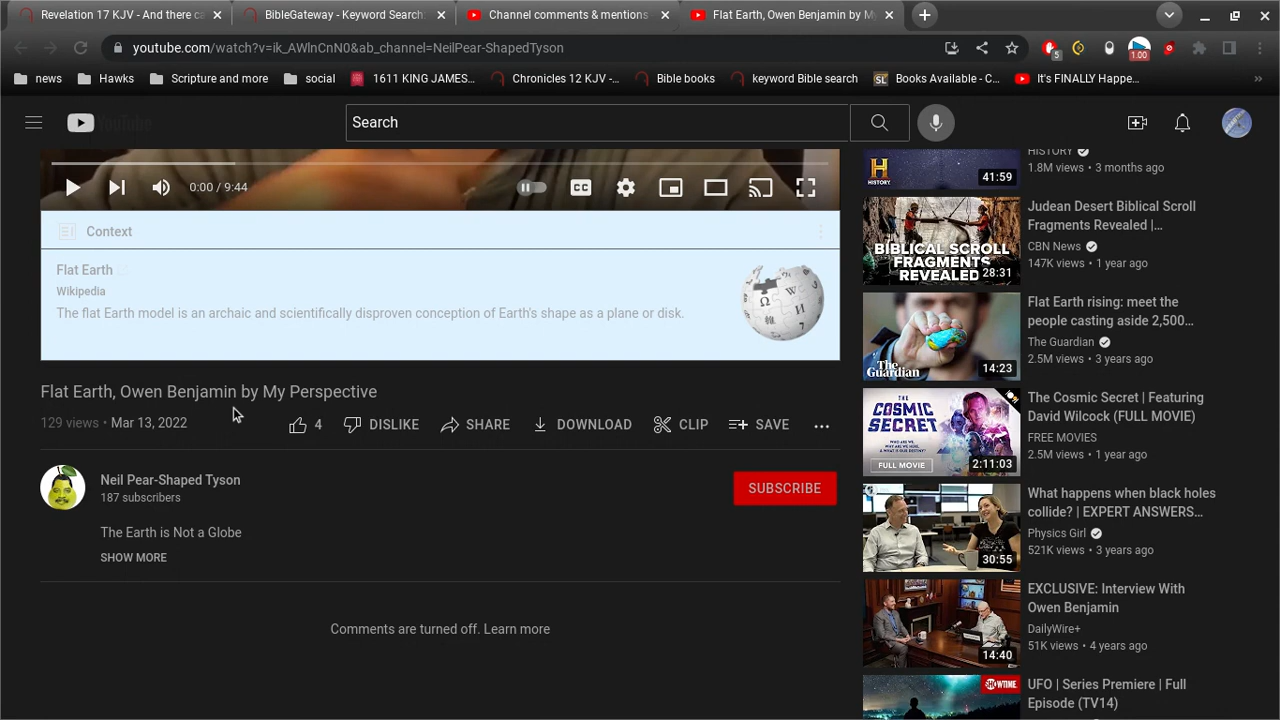 Revelation 17 KJV - And there ca
BibleGateway - Keyword Search:
Channel comments & mentions
Flat Earth, Owen Benjamin by My
youtube.com/watch?v=ik_AWlnCnN0&ab_channel=NeilPear-ShapedTyson
5
1.00
news
Hawks
Scripture and more
social
1611 KING JAMES...
Chronicles 12 KJV -...
Bible books
keyword Bible search
Books Available - C...
It's FINALLY Happe...
»
YouTube
Search
0:00 / 9:44
CC
Context
Flat Earth
Wikipedia
The flat Earth model is an archaic and scientifically disproven conception of Earth's shape as a plane or disk.
Flat Earth, Owen Benjamin by My Perspective
129 views • Mar 13, 2022
4
DISLIKE
SHARE
DOWNLOAD
CLIP
SAVE
Neil Pear-Shaped Tyson
187 subscribers
SUBSCRIBE
The Earth is Not a Globe
SHOW MORE
Comments are turned off. Learn more
HISTORY
1.8M views • 3 months ago
H
HISTORY
41:59
Judean Desert Biblical Scroll
Fragments Revealed |...
CBN News
147K views • 1 year ago
BIBLICAL SCROLL
FRAGMENTS
REVEALED
28:31
Flat Earth rising: meet the
people casting aside 2,500...
The Guardian
2.5M views • 3 years ago
The
Guardian
14:23
The Cosmic Secret | Featuring
David Wilcock (FULL MOVIE)
FREE MOVIES
2.5M views • 1 year ago
THE
COSMIC
SECRET
FULL MOVIE
2:11:03
What happens when black holes
collide? | EXPERT ANSWERS...
Physics Girl
521K views • 3 years ago
30:55
EXCLUSIVE: Interview With
Owen Benjamin
DailyWire+
51K views • 4 years ago
14:40
UFO | Series Premiere | Full
Episode (TV14)
SHOWTIME